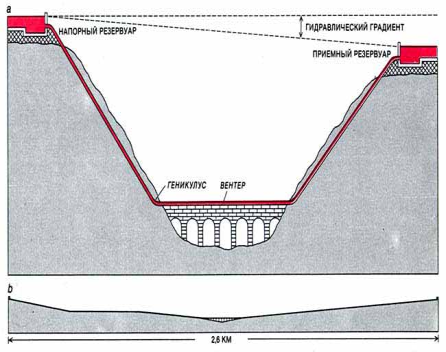 a
ГИДРАВЛИЧЕСКИЙ ГРАДИЕНТ
НАПОРНЫЙ РЕЗЕРВУАР
ПРИЕМНЫЙ РЕЗЕРВУАР
ГЕНИКУЛУС
ВЕНТЕР
b
2,6 КМ